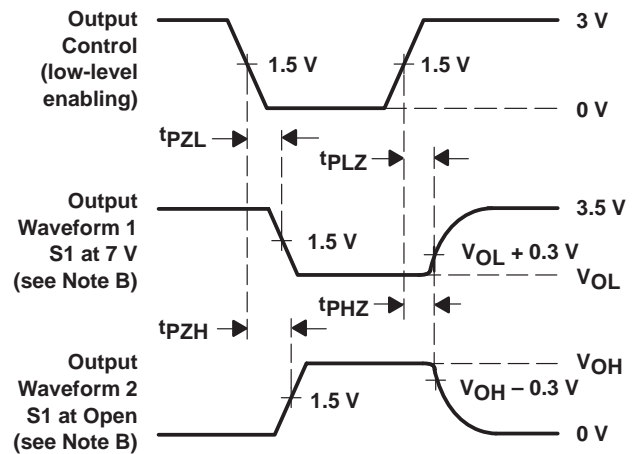 Output
Control
(low-level
enabling)
3 V
1.5 V
1.5 V
0 V
tPZL
tPLZ
Output
Waveform 1
S1 at 7 V
(see Note B)
3.5 V
1.5 V
VOL + 0.3 V
VOL
tPZH
tPHZ
Output
Waveform 2
S1 at Open
(see Note B)
VOH
1.5 V
VOH – 0.3 V
0 V